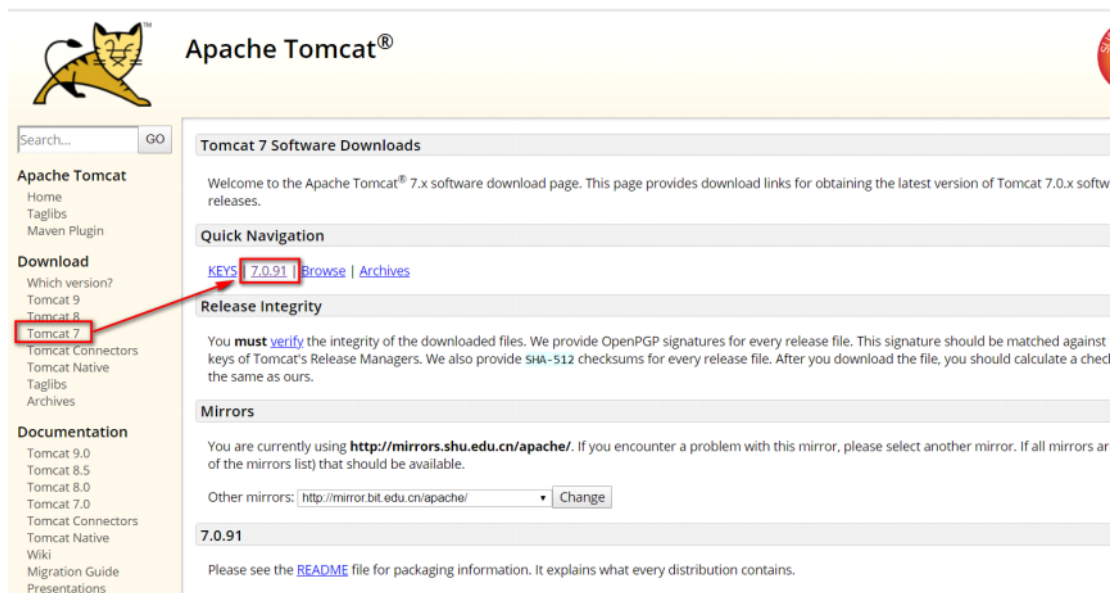 TM
Apache Tomcat®
Search... GO
Apache Tomcat
Home
Taglibs
Maven Plugin
Download
Which version?
Tomcat 9
Tomcat 8
Tomcat 7
Tomcat Connectors
Tomcat Native
Taglibs
Archives
Documentation
Tomcat 9.0
Tomcat 8.5
Tomcat 8.0
Tomcat 7.0
Tomcat Connectors
Tomcat Native
Wiki
Migration Guide
Presentations
Tomcat 7 Software Downloads
Welcome to the Apache Tomcat® 7.x software download page. This page provides download links for obtaining the latest version of Tomcat 7.0.x softw
releases.
Quick Navigation
KEYS | 7.0.91 | Browse | Archives
Release Integrity
You must verify the integrity of the downloaded files. We provide OpenPGP signatures for every release file. This signature should be matched against
keys of Tomcat's Release Managers. We also provide SHA-512 checksums for every release file. After you download the file, you should calculate a chec
the same as ours.
Mirrors
You are currently using http://mirrors.shu.edu.cn/apache/. If you encounter a problem with this mirror, please select another mirror. If all mirrors ar
of the mirrors list) that should be available.
Other mirrors: http://mirror.bit.edu.cn/apache/ Change
7.0.91
Please see the README file for packaging information. It explains what every distribution contains.